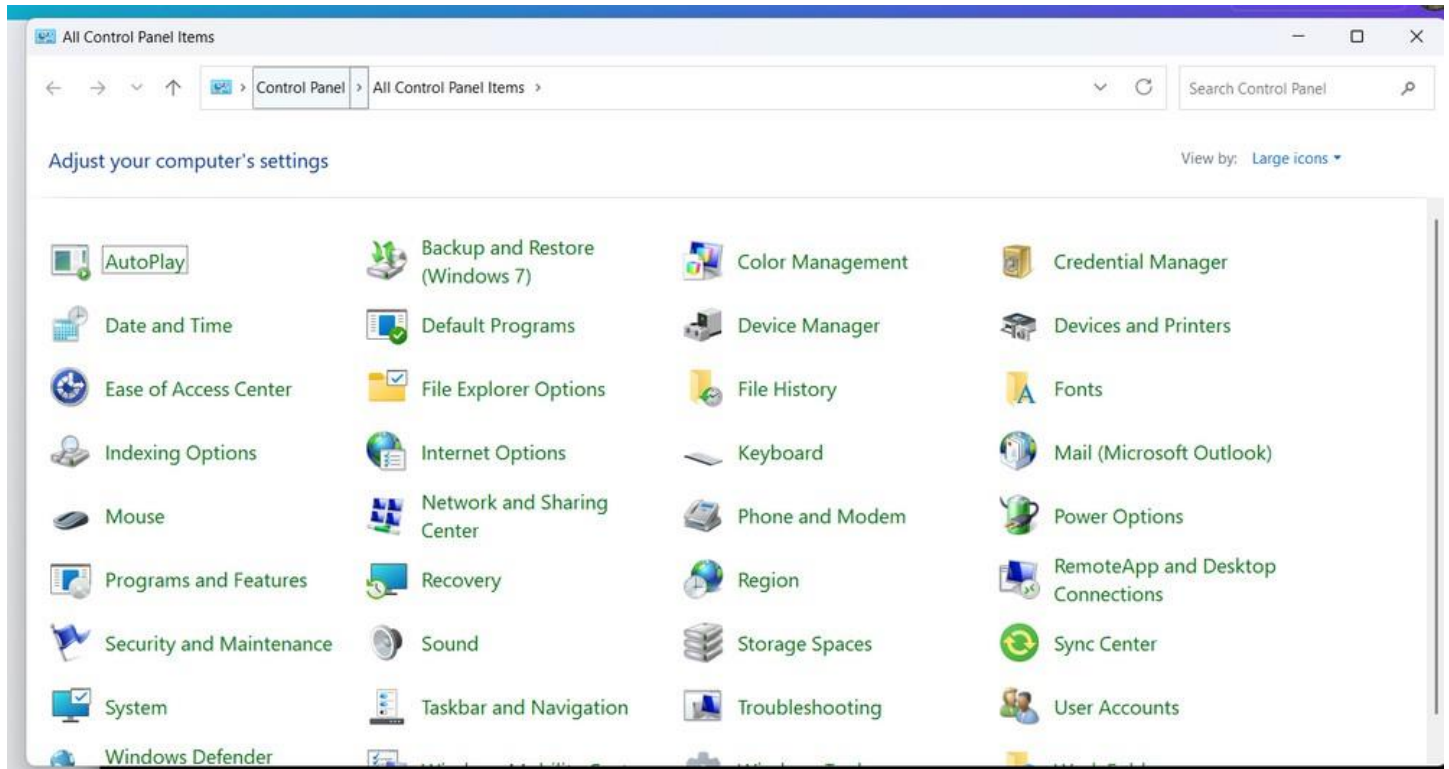 All Control Panel Items
Control Panel > All Control Panel Items >
Search Control Panel
Adjust your computer's settings
View by: Large icons
AutoPlay
Backup and Restore
(Windows 7)
Color Management
Credential Manager
Date and Time
Default Programs
Device Manager
Devices and Printers
Ease of Access Center
File Explorer Options
File History
Fonts
Indexing Options
Internet Options
Keyboard
Mail (Microsoft Outlook)
Mouse
Network and Sharing
Center
Phone and Modem
Power Options
Programs and Features
Recovery
Region
RemoteApp and Desktop
Connections
Security and Maintenance
Sound
Storage Spaces
Sync Center
System
Taskbar and Navigation
Troubleshooting
User Accounts
Windows Defender